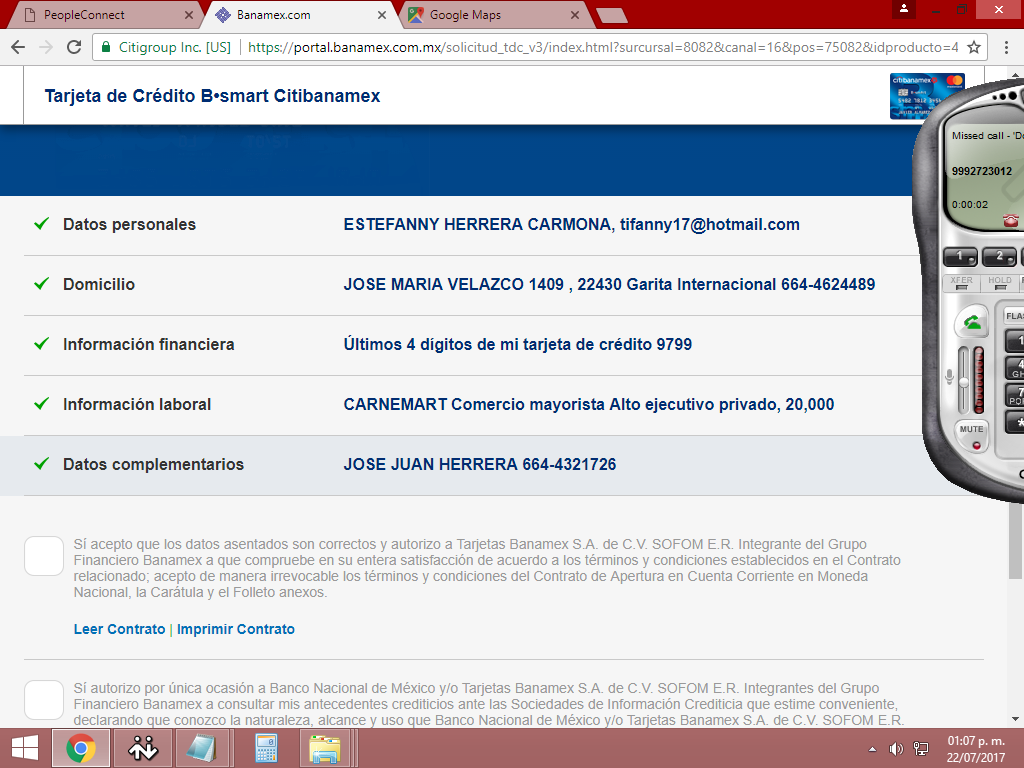 PeopleConnect
Banamex.com
Google Maps
Citigroup Inc. [US]
https://portal.banamex.com.mx/solicitud_tdc_v3/index.html?sursursal=8082&canal=16&pos=75082&idproducto=4
Tarjeta de Crédito B•smart Citibanamex
citibanamex
Missed call - 'Do
9992723012
0:00:02
1
2
XFER
HOLD
FLA
1
4
GH
7
PO
*
MUTE
Datos personales
ESTEFANNY HERRERA CARMONA, tifanny17@hotmail.com
Domicilio
JOSE MARIA VELAZCO 1409 , 22430 Garita Internacional 664-4624489
Información financiera
Últimos 4 dígitos de mi tarjeta de crédito 9799
Información laboral
CARNEMART Comercio mayorista Alto ejecutivo privado, 20,000
Datos complementarios
JOSE JUAN HERRERA 664-4321726
Sí acepto que los datos asentados son correctos y autorizo a Tarjetas Banamex S.A. de C.V. SOFOM E.R. Integrante del Grupo
Financiero Banamex a que compruebe en su entera satisfacción de acuerdo a los términos y condiciones establecidos en el Contrato
relacionado; acepto de manera irrevocable los términos y condiciones del Contrato de Apertura en Cuenta Corriente en Moneda
Nacional, la Carátula y el Folleto anexos.
Leer Contrato | Imprimir Contrato
Sí autorizo por única ocasión a Banco Nacional de México y/o Tarjetas Banamex S.A. de C.V. SOFOM E.R. Integrantes del Grupo
Financiero Banamex a consultar mis antecedentes crediticios ante las Sociedades de Información Crediticia que estime conveniente,
declarando que conozco la naturaleza, alcance y uso que Banco Nacional de México y/o Tarjetas Banamex S.A. de C.V. SOFOM E.R.
01:07 p. m.
22/07/2017